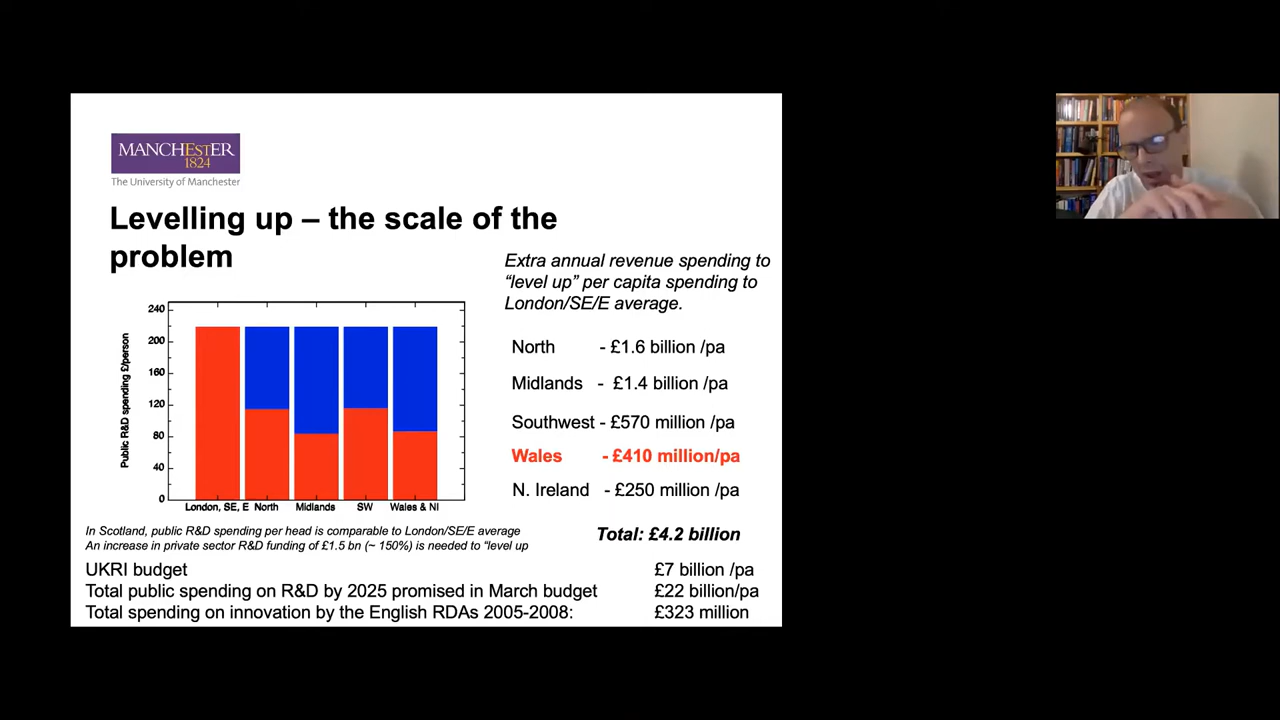 MANCHEstER
1824
The University of Manchester
Levelling up – the scale of the
problem
Extra annual revenue spending to
“level up” per capita spending to
London/SE/E average.
Public R&D spending £/person
240
200
160
120
80
40
0
London, SE, E North Midlands SW Wales & NI
North - £1.6 billion /pa
Midlands - £1.4 billion /pa
Southwest - £570 million /pa
Wales - £410 million/pa
N. Ireland - £250 million /pa
Total: £4.2 billion
In Scotland, public R&D spending per head is comparable to London/SE/E average
An increase in private sector R&D funding of £1.5 bn (~ 150%) is needed to “level up
UKRI budget £7 billion /pa
Total public spending on R&D by 2025 promised in March budget £22 billion/pa
Total spending on innovation by the English RDAs 2005-2008: £323 million